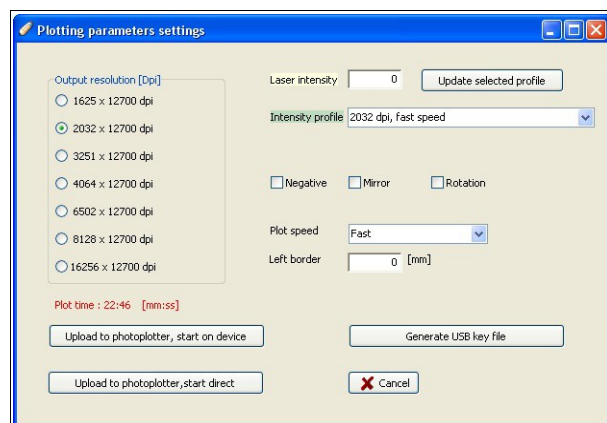 Plotting parameters settings
Output resolution [Dpi]
1625 x 12700 dpi
2032 x 12700 dpi
3251 x 12700 dpi
4064 x 12700 dpi
6502 x 12700 dpi
8128 x 12700 dpi
16256 x 12700 dpi
Laser intensity 0 Update selected profile
Intensity profile 2032 dpi, fast speed
Negative Mirror Rotation
Plot speed Fast
Left border 0 [mm]
Plot time : 22:46 [mm:ss]
Upload to photoplotter, start on device Generate USB key file
Upload to photoplotter,start direct Cancel